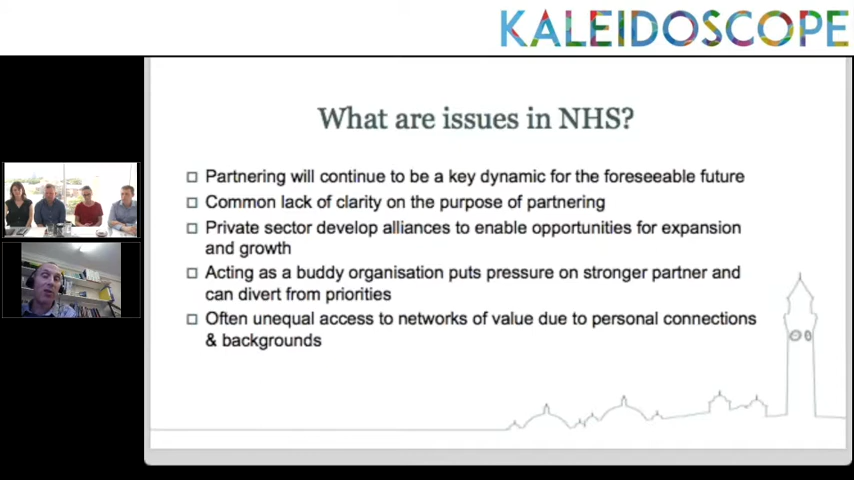 KALEIDOSCOPE
What are issues in NHS?
Partnering will continue to be a key dynamic for the foreseeable future
Common lack of clarity on the purpose of partnering
Private sector develop alliances to enable opportunities for expansion
and growth
Acting as a buddy organisation puts pressure on stronger partner and
can divert from priorities
Often unequal access to networks of value due to personal connections
& backgrounds